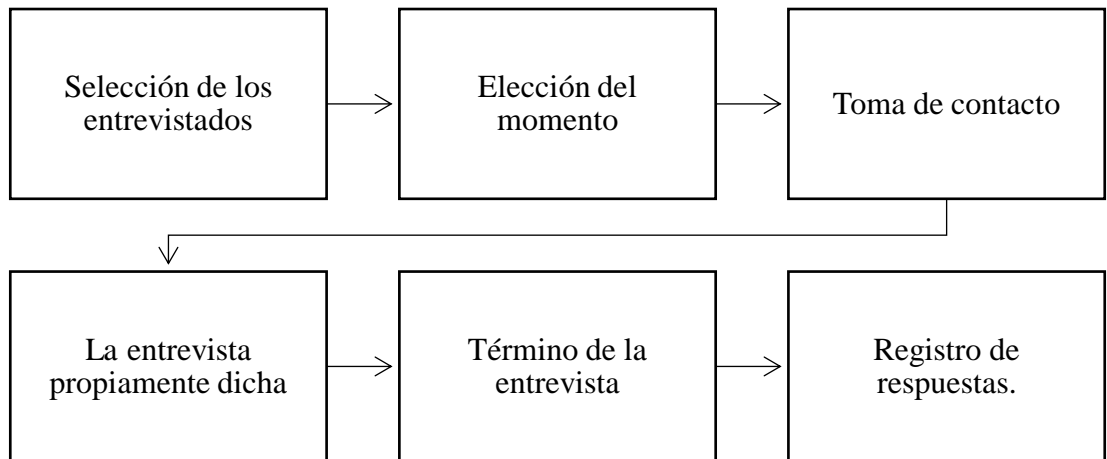 Selección de los
entrevistados
Elección del
momento
Toma de contacto
La entrevista
propiamente dicha
Término de la
entrevista
Registro de
respuestas.